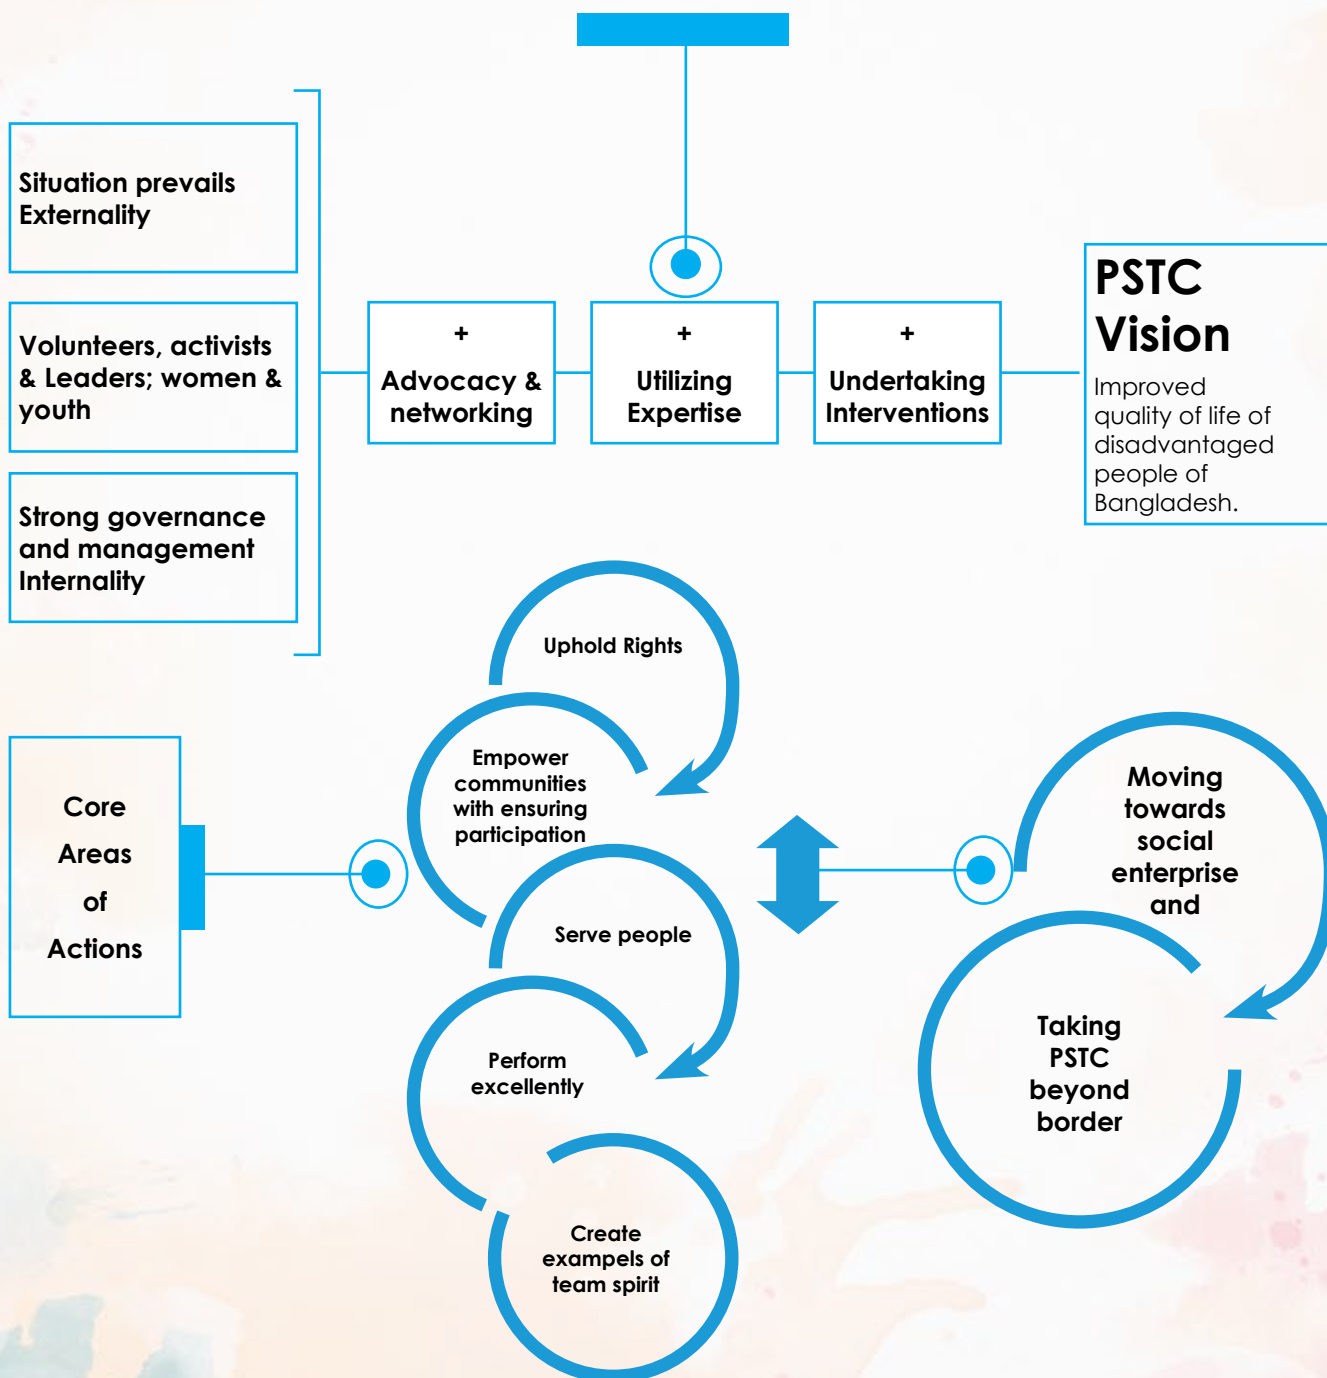 Situation prevails
Externality
Volunteers, activists
& Leaders; women &
youth
Strong governance
and management
Internality
+
Advocacy &
networking
+
Utilizing
Expertise
+
Undertaking
Interventions
PSTC
Vision
Improved
quality of life of
disadvantaged
people of
Bangladesh.
Core
Areas
of
Actions
Uphold Rights
Empower
communities
with ensuring
participation
Serve people
Perform
excellently
Create
exampels of
team spirit
Moving
towards
social
enterprise
and
Taking
PSTC
beyond
border